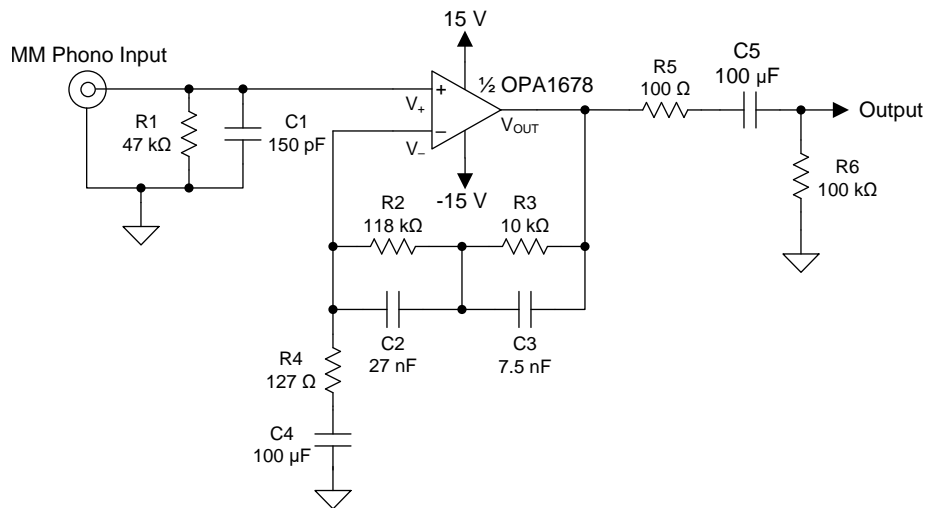 15 V
MM Phono Input
C5
100 µF
½ OPA1678
R5
100 Ω
+
V+
Output
R1
47 kΩ
C1
150 pF
VOUT
–
V–
R6
100 kΩ
-15 V
R2
118 kΩ
R3
10 kΩ
C2
27 nF
C3
7.5 nF
R4
127 Ω
C4
100 µF